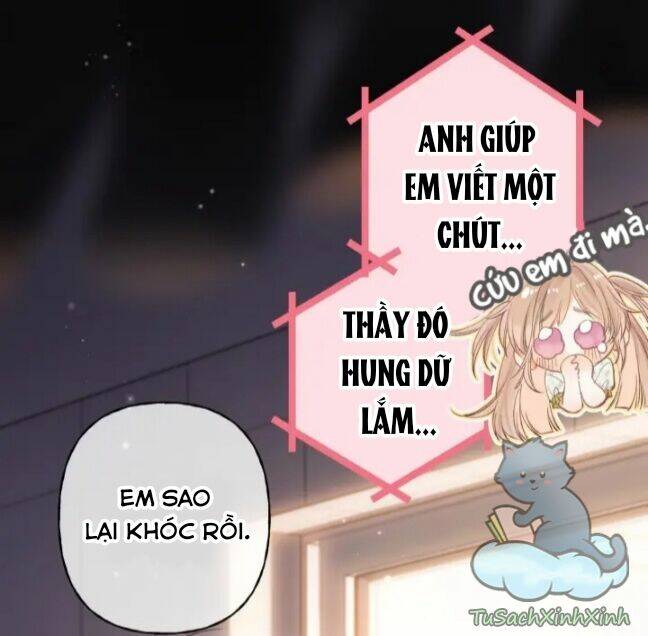 ANH GIÚP
EM VIẾT MỘT
CHÚT...
cứu em đi mà.
THẦY ĐÓ
HUNG DỮ
LẮM...
EM SAO
LẠI KHÓC RỒI.
TuSachXinhXinh